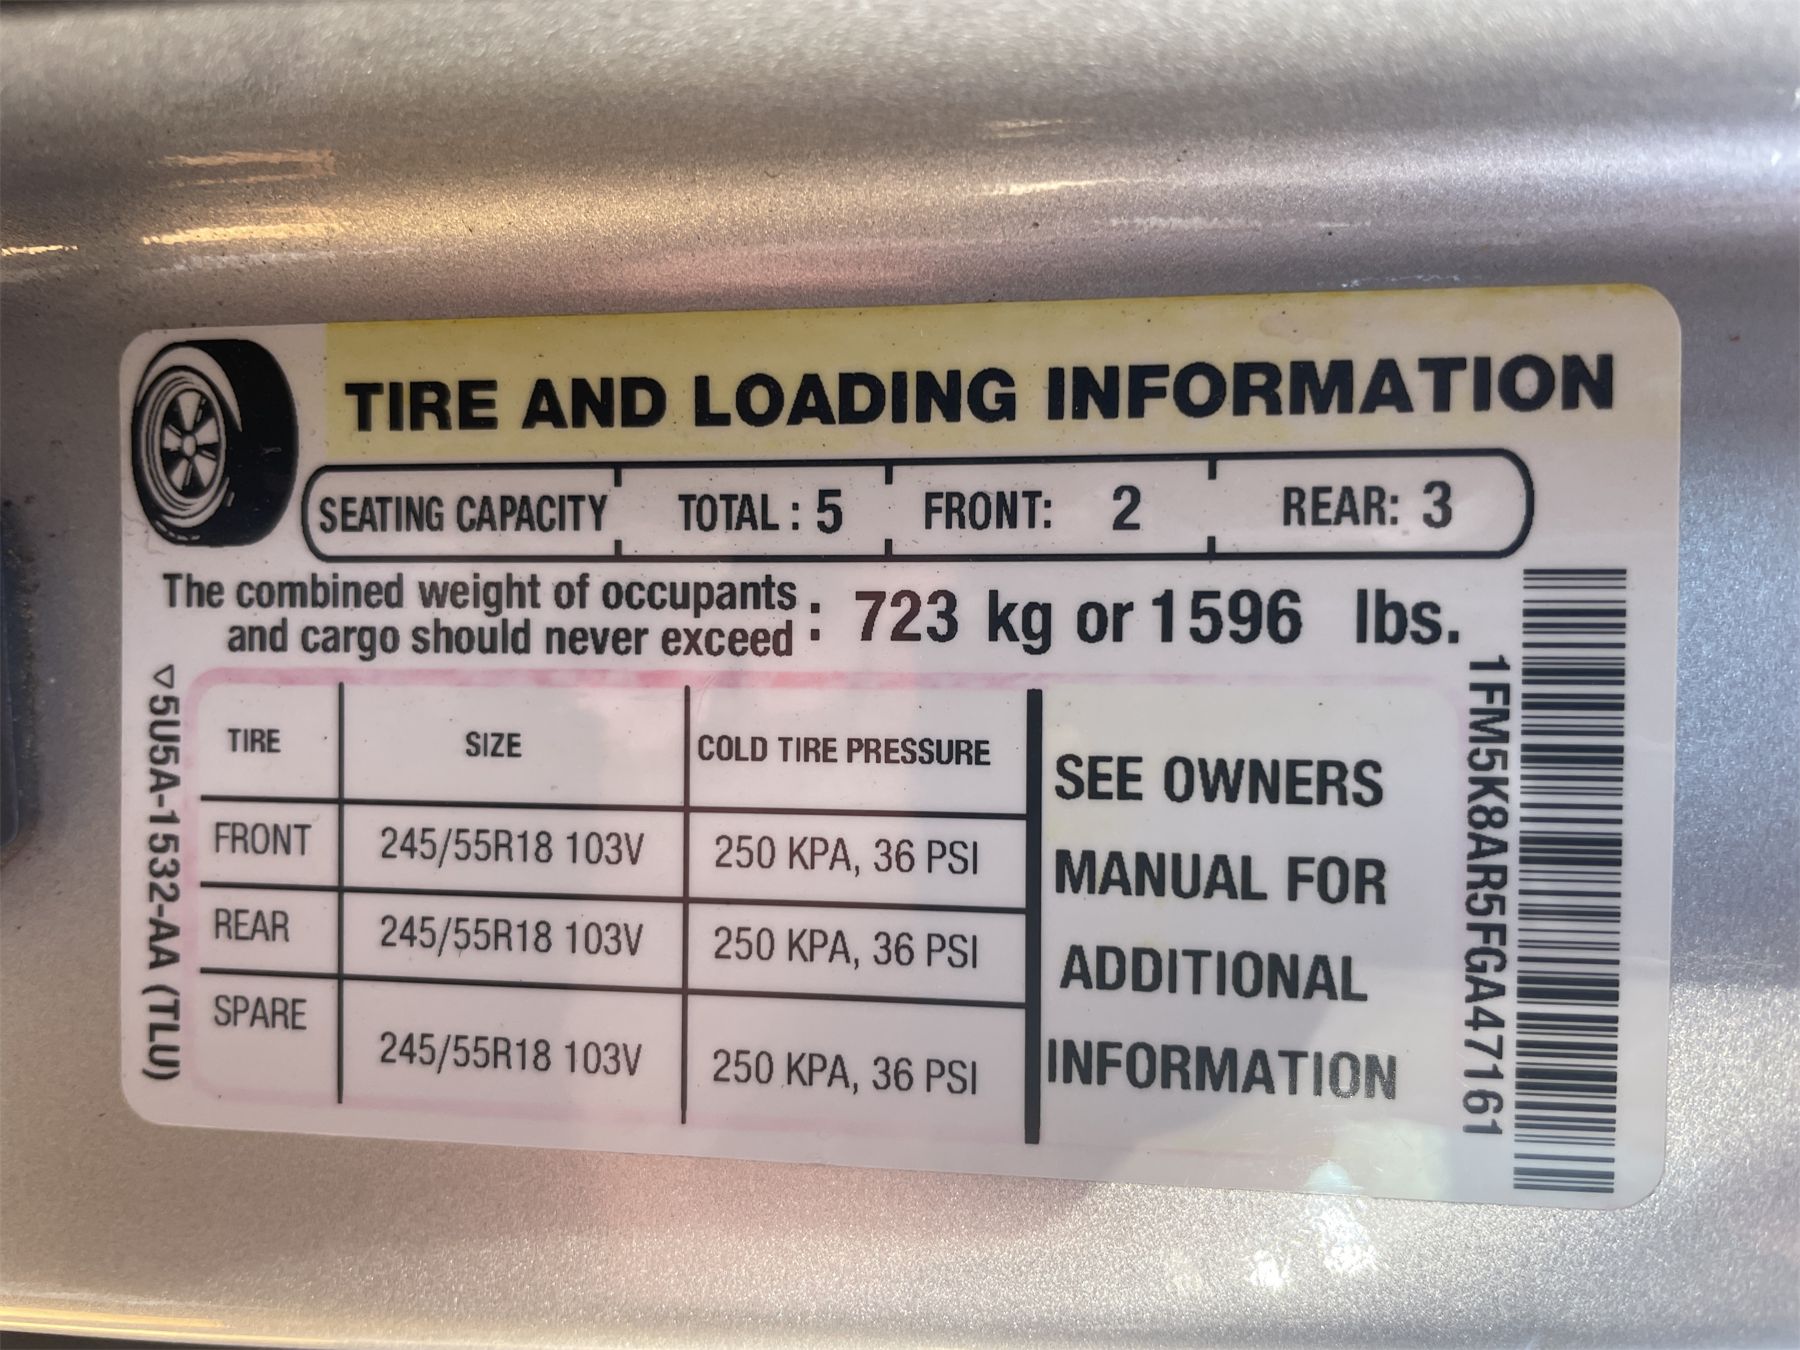 TIRE AND LOADING INFORMATION
SEATING CAPACITY TOTAL : 5 FRONT: 2 REAR: 3
The combined weight of occupants
and cargo should never exceed : 723 kg or 1596 lbs.
TIRE SIZE COLD TIRE PRESSURE
FRONT 245/55R18 103V 250 KPA, 36 PSI
REAR 245/55R18 103V 250 KPA, 36 PSI
SPARE 245/55R18 103V 250 KPA, 36 PSI
SEE OWNERS
MANUAL FOR
ADDITIONAL
INFORMATION
▽5U5A-1532-AA (TLU)
1FM5K8AR5FGA47161